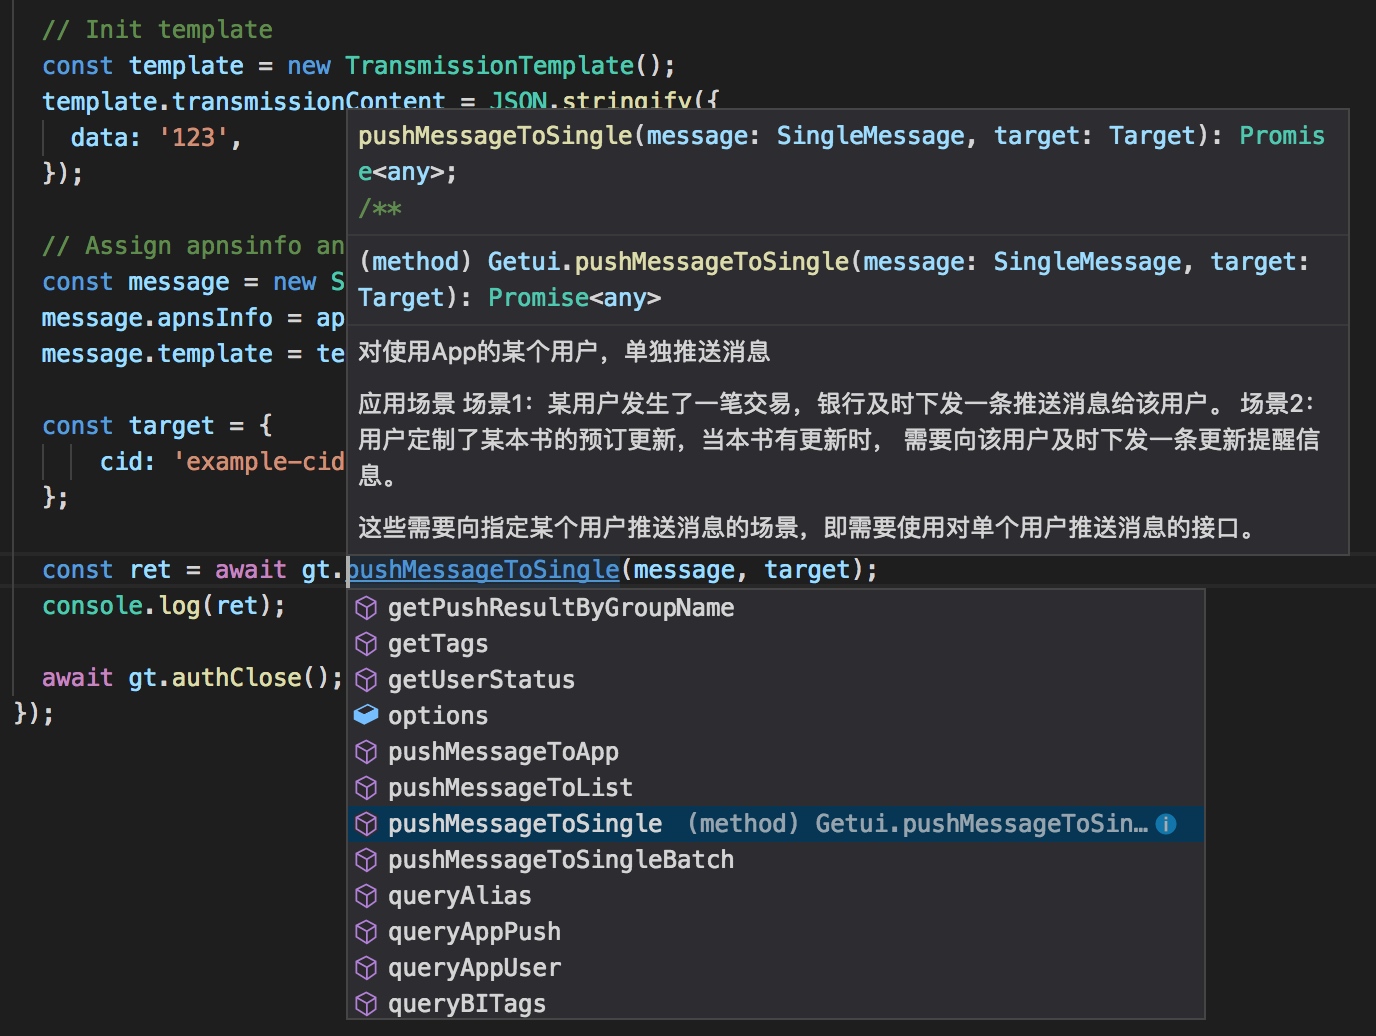 // Init template
const template = new TransmissionTemplate();
template.transmissionContent = JSON.stringify({
data: '123',
});
// Assign apnsinfo an
const message = new S
message.apnsInfo = ap
message.template = te
const target = {
cid: 'example-cid
};
pushMessageToSingle(message: SingleMessage, target: Target): Promis
e<any>;
/**
(method) Getui.pushMessageToSingle(message: SingleMessage, target:
Target): Promise<any>
对使用App的某个用户，单独推送消息
应用场景 场景1：某用户发生了一笔交易，银行及时下发一条推送消息给该用户。 场景2：
用户定制了某本书的预订更新，当本书有更新时， 需要向该用户及时下发一条更新提醒信
息。
这些需要向指定某个用户推送消息的场景，即需要使用对单个用户推送消息的接口。
const ret = await gt.pushMessageToSingle(message, target);
console.log(ret);
await gt.authClose();
});
getPushResultByGroupName
getTags
getUserStatus
options
pushMessageToApp
pushMessageToList
pushMessageToSingle (method) Getui.pushMessageToSin…
pushMessageToSingleBatch
queryAlias
queryAppPush
queryAppUser
queryBITags